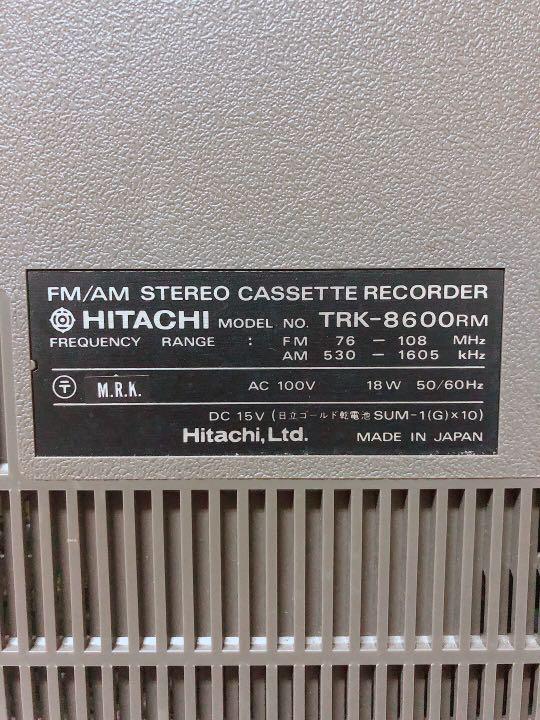 FM/AM STEREO CASSETTE RECORDER
HITACHI MODEL NO. TRK-8600RM
FREQUENCY RANGE : FM 76 - 108 MHz
AM 530 - 1605 kHz
〒 M.R.K. AC 100V 18W 50/60Hz
DC 15V (日立ゴールド乾電池 SUM-1(G)×10)
Hitachi, Ltd. MADE IN JAPAN